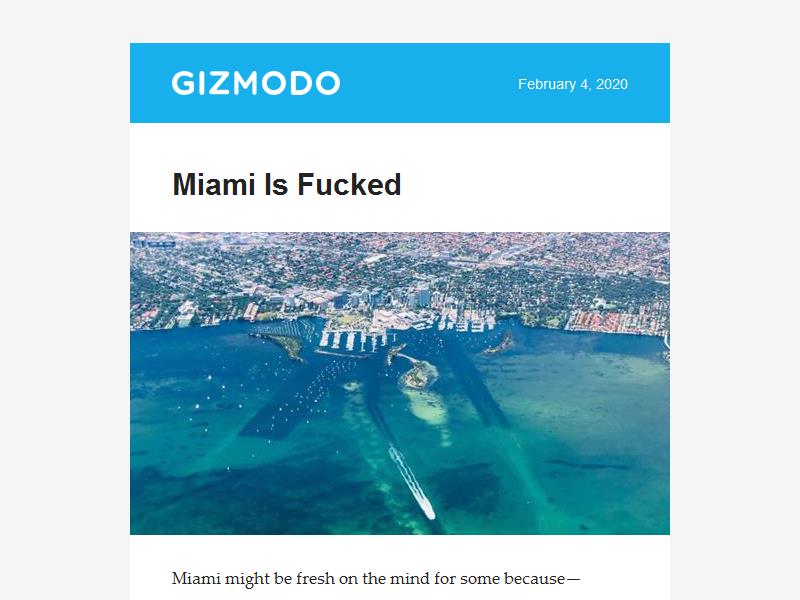 GIZMODO
February 4, 2020
Miami Is Fucked
Miami might be fresh on the mind for some because—